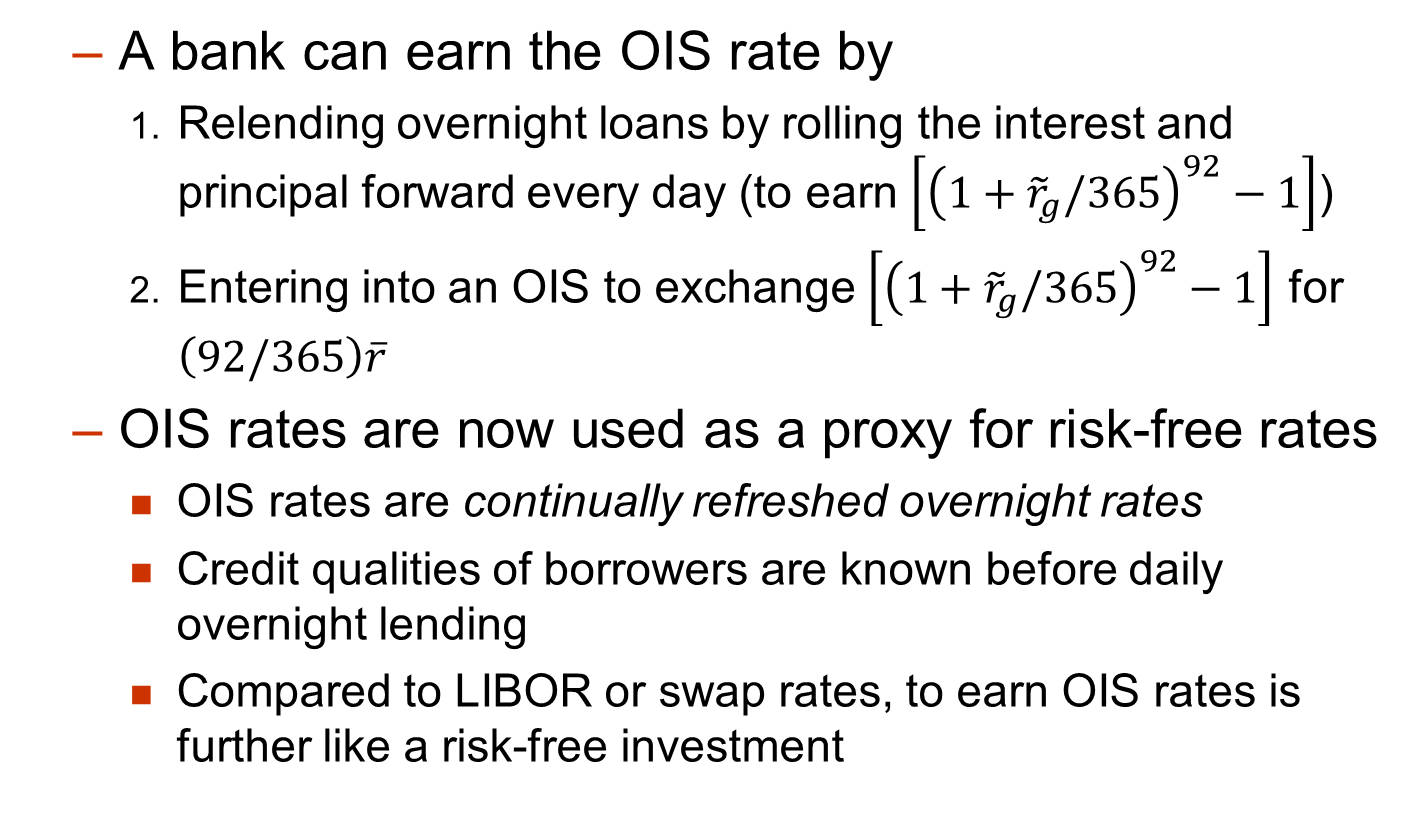 – A bank can earn the OIS rate by
1. Relending overnight loans by rolling the interest and
principal forward every day (to earn [(1 + r̃_g/365)^92 − 1])
2. Entering into an OIS to exchange [(1 + r̃_g/365)^92 − 1] for
(92/365)r̄
– OIS rates are now used as a proxy for risk-free rates
■ OIS rates are continually refreshed overnight rates
■ Credit qualities of borrowers are known before daily
overnight lending
■ Compared to LIBOR or swap rates, to earn OIS rates is
further like a risk-free investment